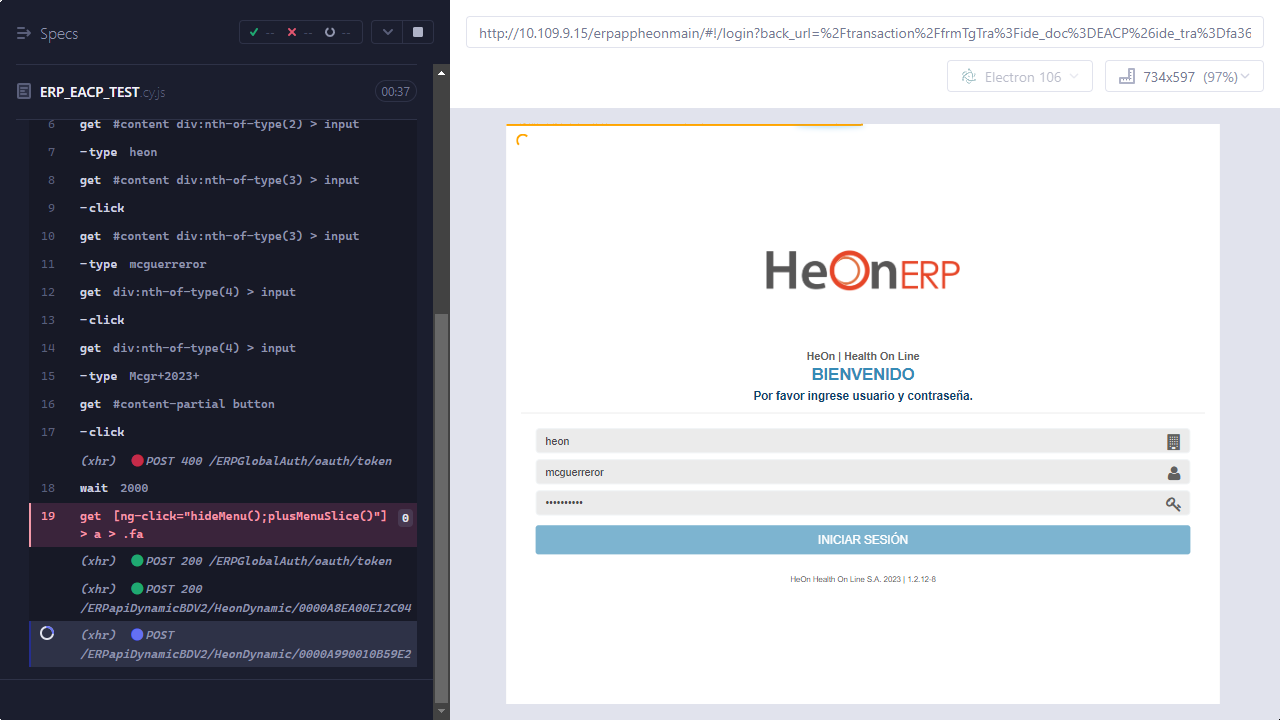 Specs
-- -- --
ERP_EACP_TEST.cy.js 00:37
6 get #content div:nth-of-type(2) > input
7 -type heon
8 get #content div:nth-of-type(3) > input
9 -click
10 get #content div:nth-of-type(3) > input
11 -type mcguerreror
12 get div:nth-of-type(4) > input
13 -click
14 get div:nth-of-type(4) > input
15 -type Mcgr+2023+
16 get #content-partial button
17 -click
(xhr) POST 400 /ERPGlobalAuth/oauth/token
18 wait 2000
19 get [ng-click="hideMenu();plusMenuSlice()"] 0
> a > .fa
(xhr) POST 200 /ERPGlobalAuth/oauth/token
(xhr) POST 200
/ERPapiDynamicBDV2/HeonDynamic/0000A8EA00E12C04
(xhr) POST
/ERPapiDynamicBDV2/HeonDynamic/0000A990010B59E2
http://10.109.9.15/erpappheonmain/#!/login?back_url=%2Ftransaction%2FfrmTgTra%3Fide_doc%3DEACP%26ide_tra%3Dfa36
Electron 106
734x597 (97%)
HeOnERP
HeOn | Health On Line
BIENVENIDO
Por favor ingrese usuario y contraseña.
heon
mcguerreror
••••••••••
INICIAR SESIÓN
HeOn Health On Line S.A. 2023 | 1.2.12-8